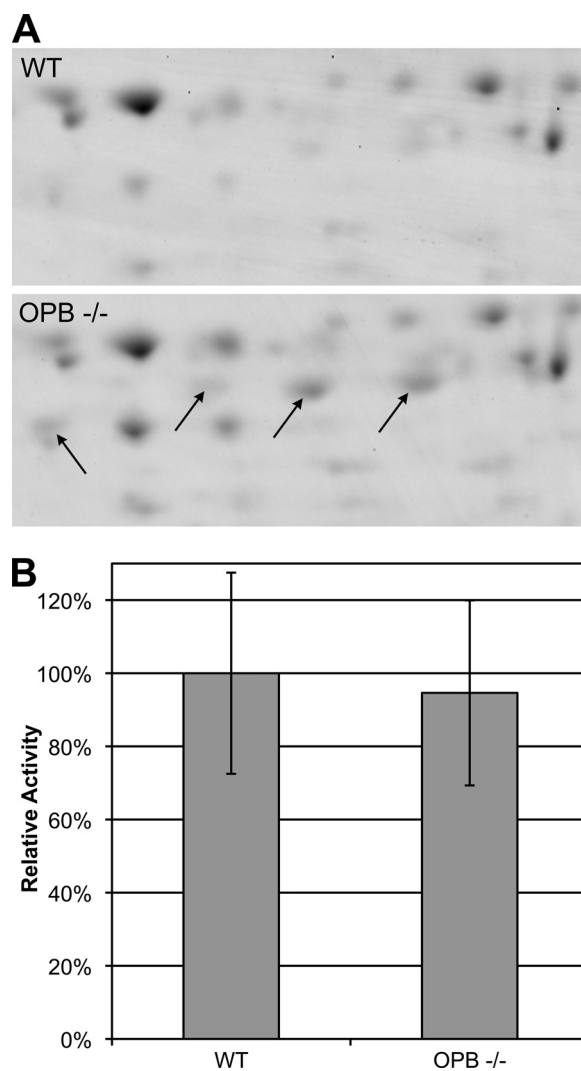 A
WT
OPB -/-
B
120%
100%
80%
60%
40%
20%
0%
Relative Activity
WT
OPB -/-